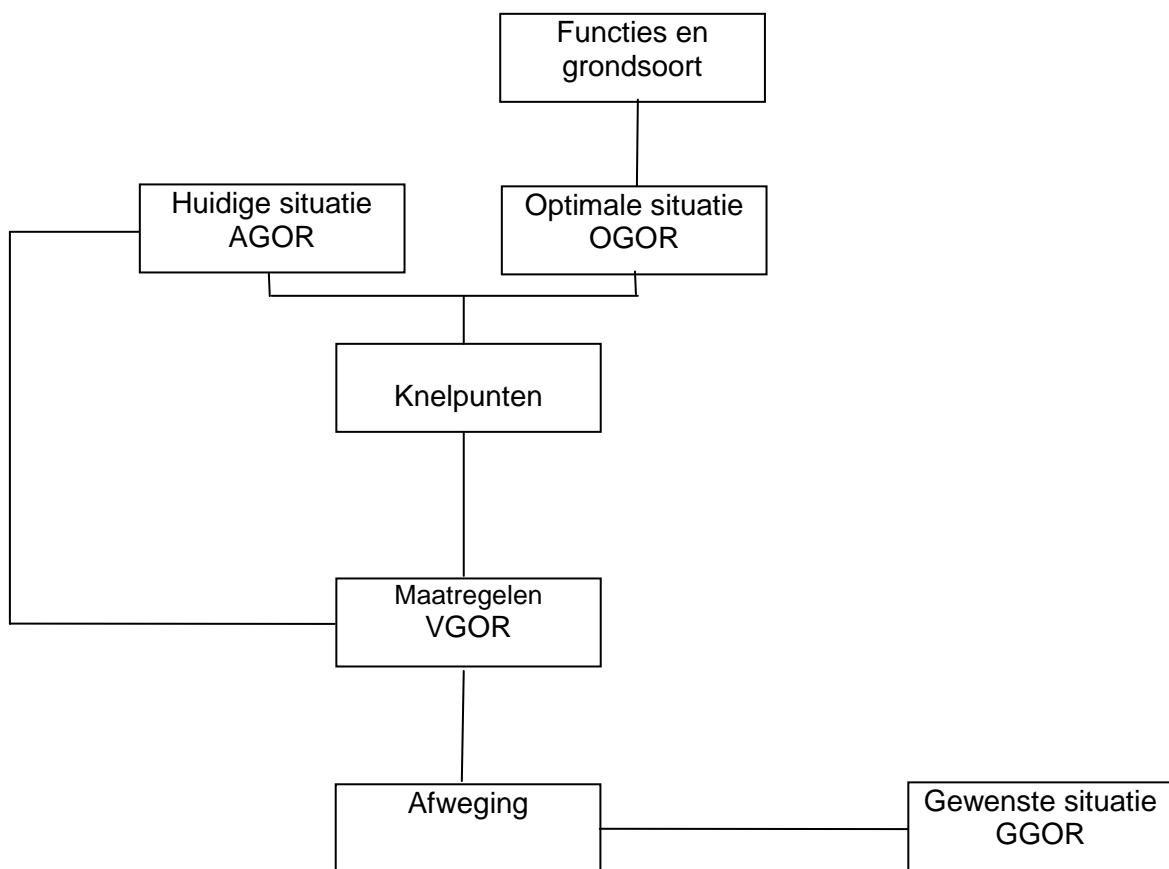 Functies en
grondsoort
Huidige situatie
AGOR
Optimale situatie
OGOR
Knelpunten
Maatregelen
VGOR
Afweging
Gewenste situatie
GGOR